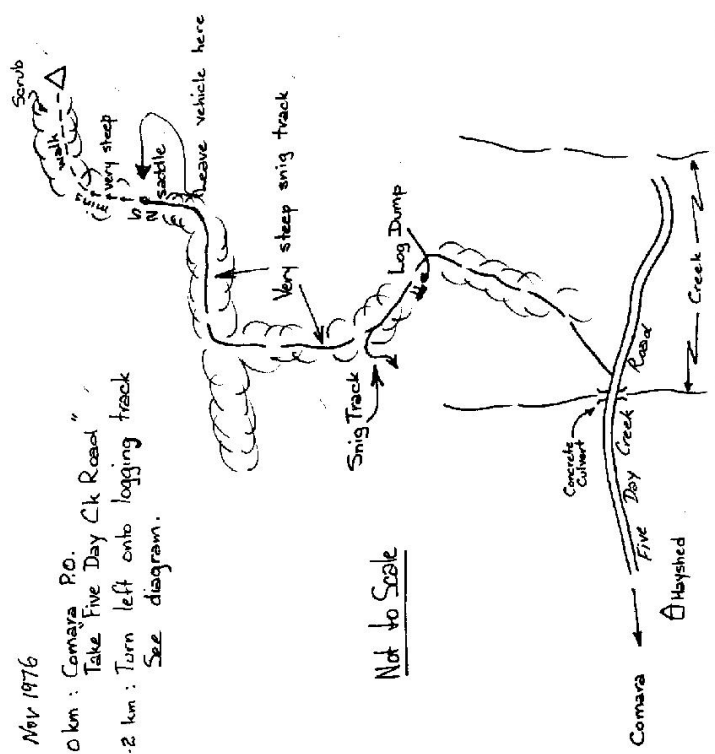 Nov 1976
0 km : Comara P.O.
Take "Five Day Ck Road"
-2 km : Turn left onto logging track
See diagram.
Scrub
walk
very steep
saddle
Leave vehicle here
Very steep snig track
Log Dump
Snig Track
Not to Scale
Concrete
Culvert
Creek
Five Day Creek Road
Hayshed
Comara